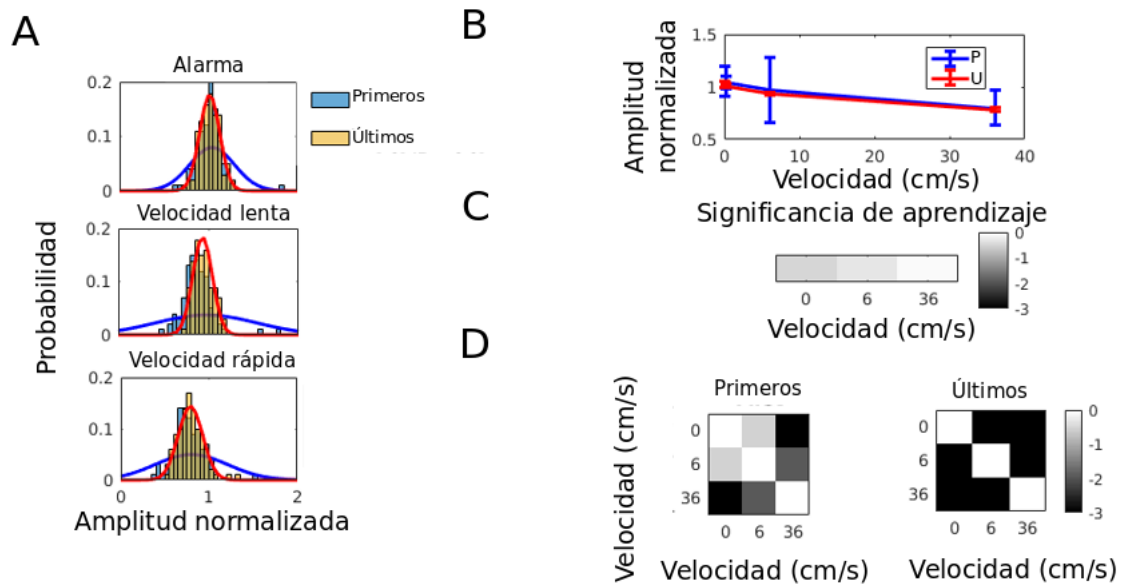 A
Alarma
0.2
0.1
0
Primeros
Últimos
Velocidad lenta
0.2
0.1
0
Velocidad rápida
0.2
0.1
0
0
1
2
Probabilidad
Amplitud normalizada
B
1.5
1
0.5
0
10
20
30
40
P
U
Amplitud
normalizada
Velocidad (cm/s)
C
Significancia de aprendizaje
0
-1
-2
-3
0
6
36
Velocidad (cm/s)
D
Primeros
0
6
36
0
6
36
Velocidad (cm/s)
Velocidad (cm/s)
Últimos
0
6
36
0
6
36
0
-1
-2
-3
Velocidad (cm/s)